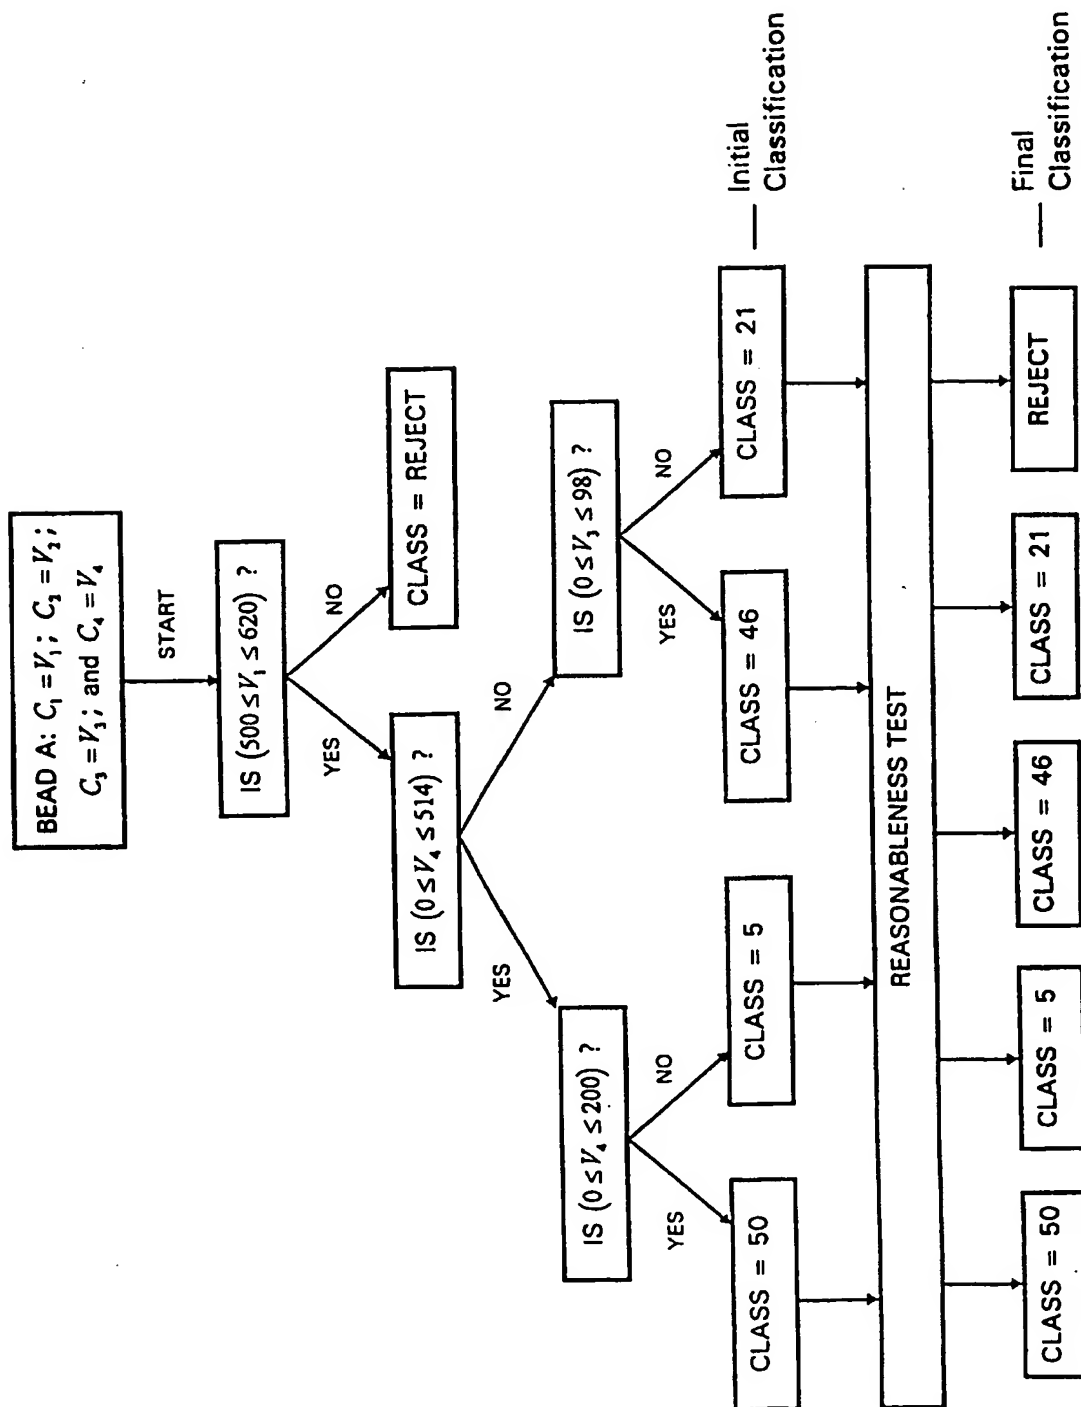 BEAD A: C₁ = V₁; C₂ = V₂;
C₃ = V₃; and C₄ = V₄
START
IS (500 ≤ V₁ ≤ 620) ?
YES
NO
IS (0 ≤ V₄ ≤ 514) ?
CLASS = REJECT
YES
NO
IS (0 ≤ V₄ ≤ 200) ?
IS (0 ≤ V₃ ≤ 98) ?
YES
NO
YES
NO
CLASS = 50
CLASS = 5
CLASS = 46
CLASS = 21
Initial
Classification
REASONABLENESS TEST
CLASS = 50
CLASS = 5
CLASS = 46
CLASS = 21
REJECT
Final
Classification